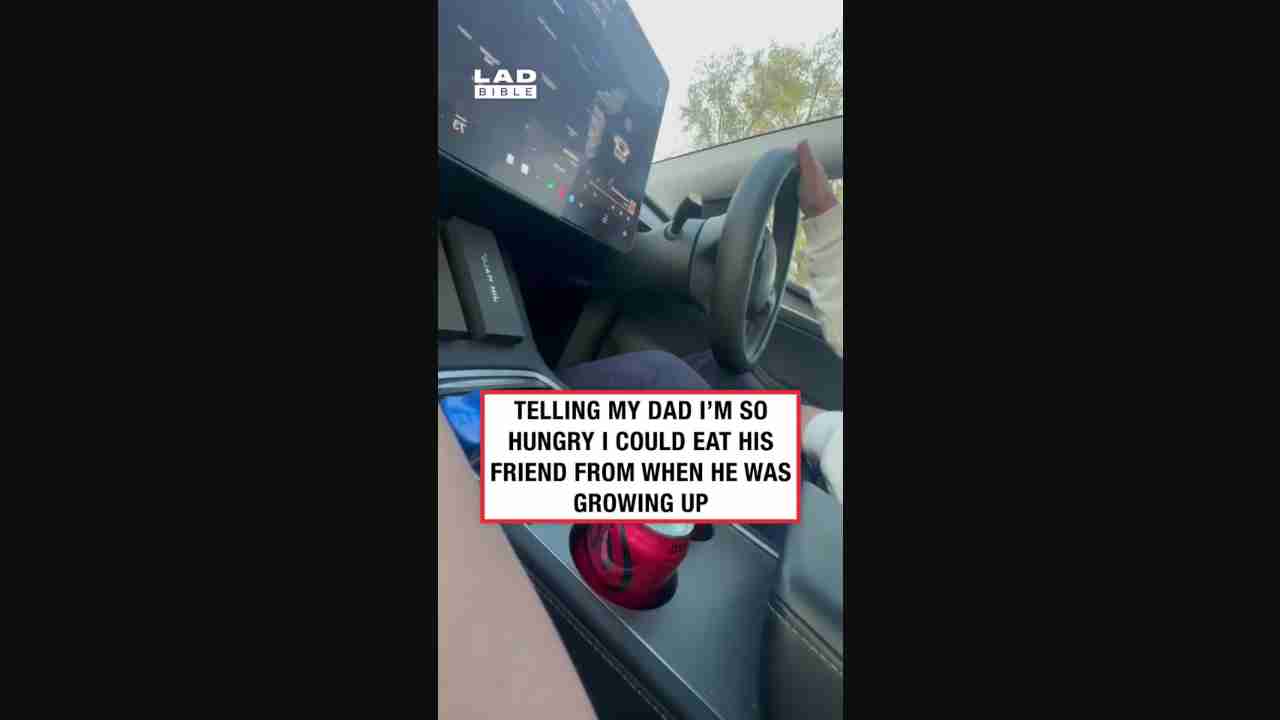 LAD
BIBLE
TELLING MY DAD I'M SO
HUNGRY I COULD EAT HIS
FRIEND FROM WHEN HE WAS
GROWING UP